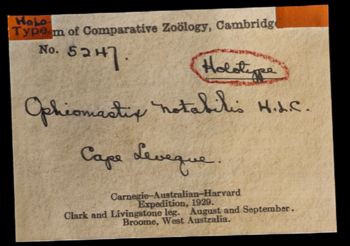 Holo-
Type.
m of Comparative Zoölogy, Cambridge
No. 5247.
Holotype
Ophiomastix notabilis H.L.C.
Cape Leveque.
Carnegie-Australian-Harvard
Expedition, 1929.
Clark and Livingstone leg. August and September.
Broome, West Australia.